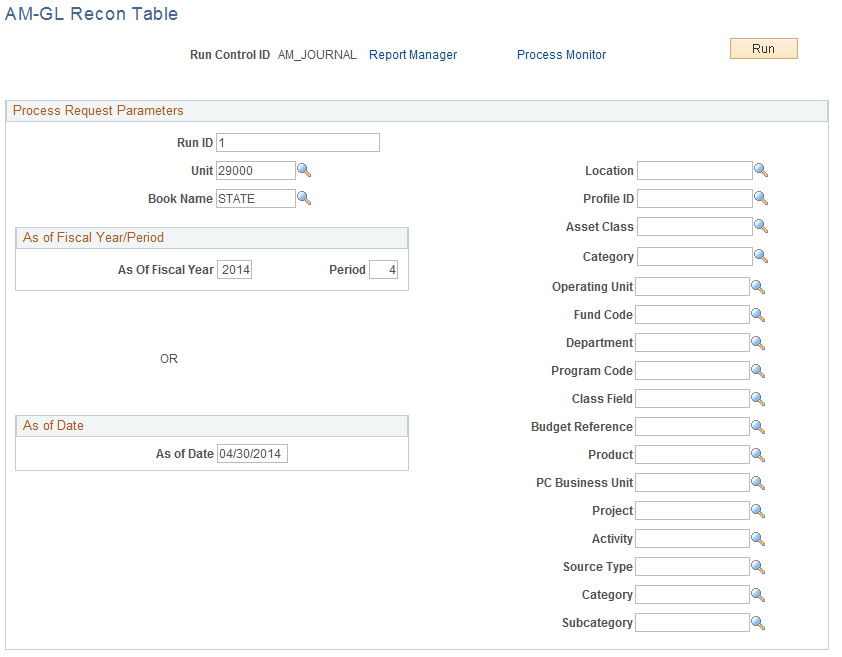 AM-GL Recon Table
Run Control ID AM_JOURNAL Report Manager Process Monitor Run
Process Request Parameters
Run ID 1
Unit 29000
Book Name STATE
As of Fiscal Year/Period
As Of Fiscal Year 2014 Period 4
OR
As of Date
As of Date 04/30/2014
Location
Profile ID
Asset Class
Category
Operating Unit
Fund Code
Department
Program Code
Class Field
Budget Reference
Product
PC Business Unit
Project
Activity
Source Type
Category
Subcategory